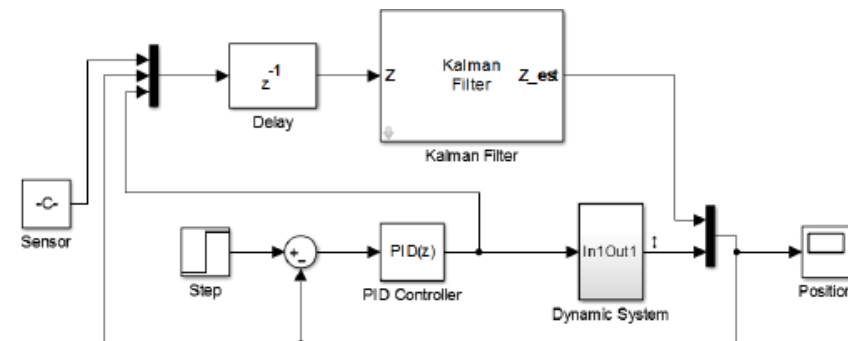 z-1
Delay
Z
Kalman
Filter
Z_est
Kalman Filter
-C-
Sensor
Step
+
-
PID(z)
PID Controller
In1Out1
Dynamic System
Position